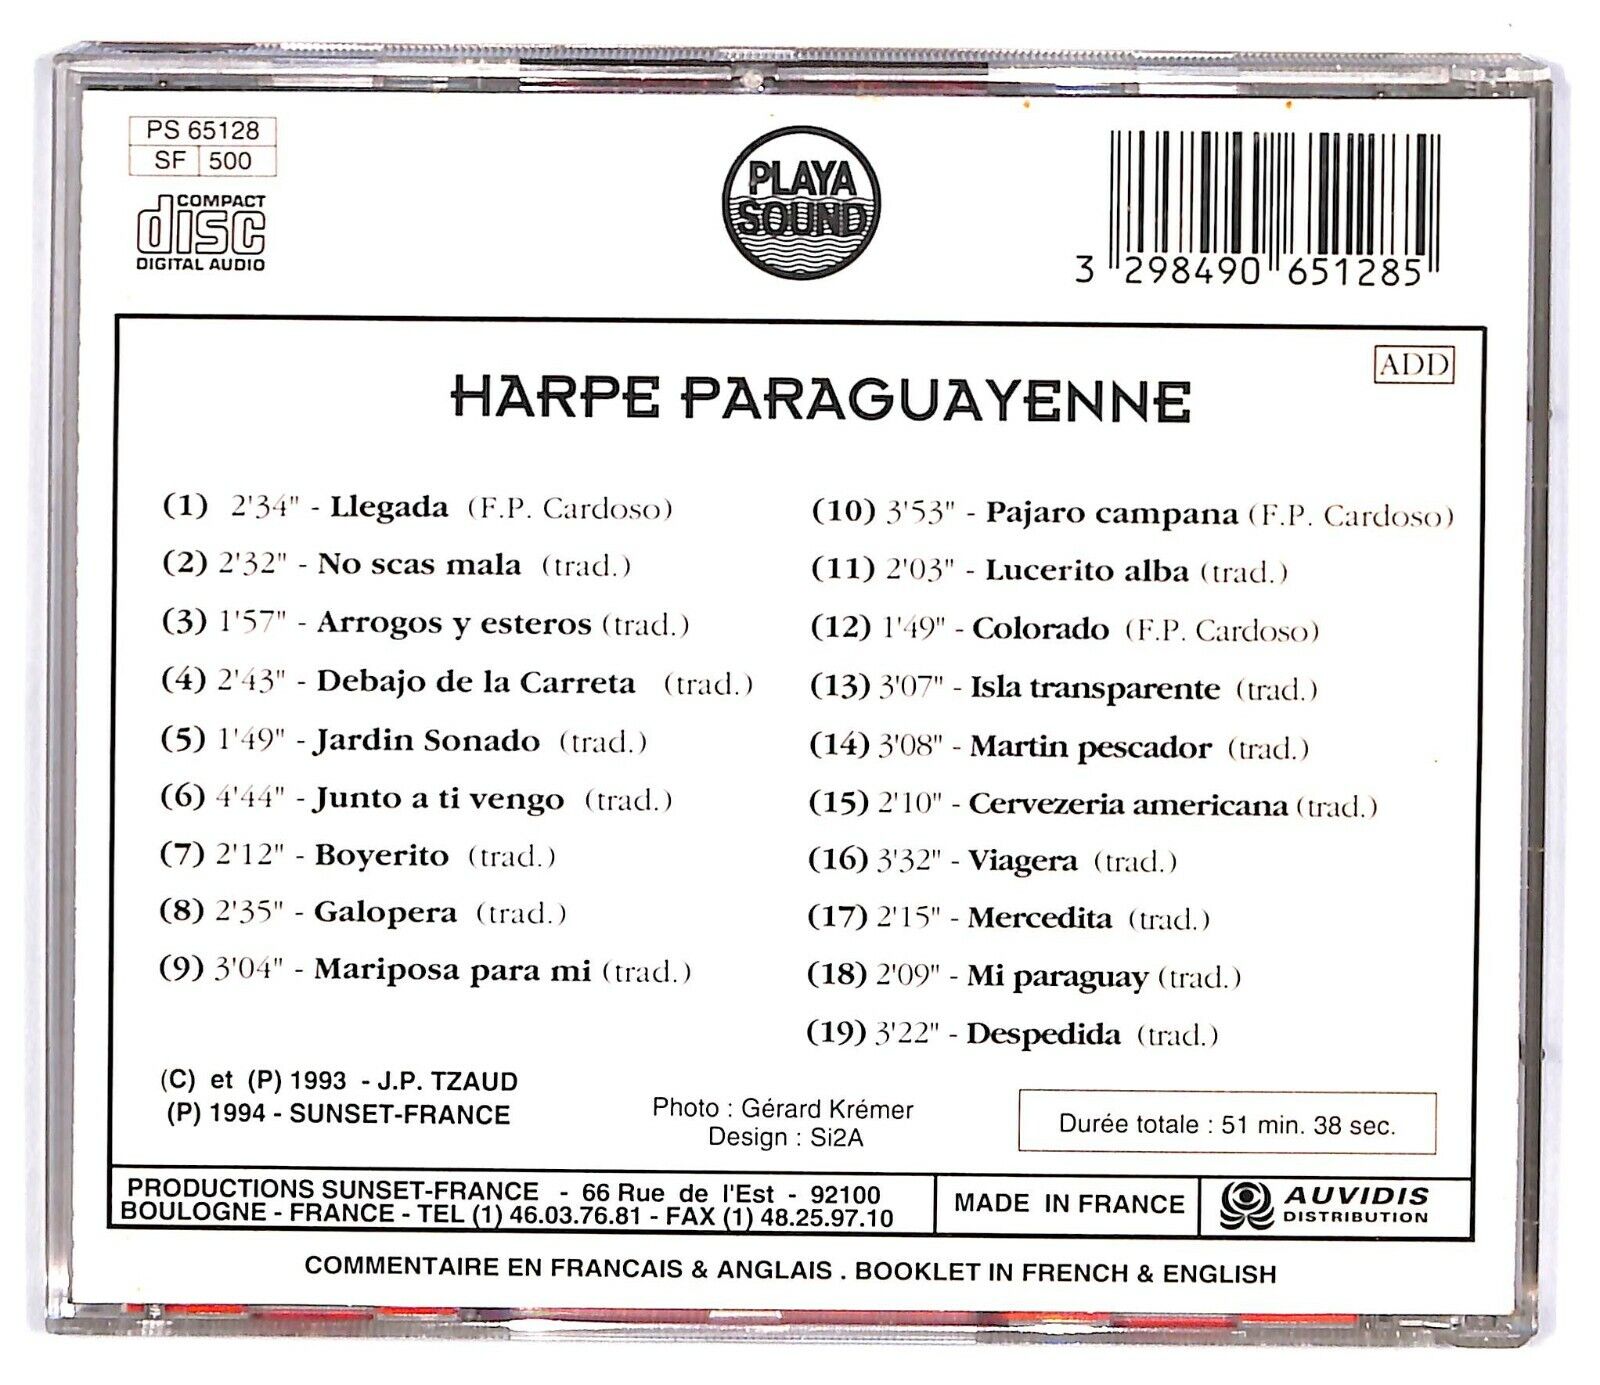 PS 65128
SF 500
COMPACT
disc
DIGITAL AUDIO
PLAYA
SOUND
3 298490 651285
ADD
HARPE PARAGUAYENNE
(1) 2'34" - Llegada (F.P. Cardoso)
(2) 2'32" - No scas mala (trad.)
(3) 1'57" - Arrogos y esteros (trad.)
(4) 2'43" - Debajo de la Carreta (trad.)
(5) 1'49" - Jardin Sonado (trad.)
(6) 4'44" - Junto a ti vengo (trad.)
(7) 2'12" - Boyerito (trad.)
(8) 2'35" - Galopera (trad.)
(9) 3'04" - Mariposa para mi (trad.)
(10) 3'53" - Pajaro campana (F.P. Cardoso)
(11) 2'03" - Lucerito alba (trad.)
(12) 1'49" - Colorado (F.P. Cardoso)
(13) 3'07" - Isla transparente (trad.)
(14) 3'08" - Martin pescador (trad.)
(15) 2'10" - Cervezeria americana (trad.)
(16) 3'32" - Viagera (trad.)
(17) 2'15" - Mercedita (trad.)
(18) 2'09" - Mi paraguay (trad.)
(19) 3'22" - Despedida (trad.)
(C) et (P) 1993 - J.P. TZAUD
(P) 1994 - SUNSET-FRANCE
Photo : Gérard Krémer
Design : Si2A
Durée totale : 51 min. 38 sec.
PRODUCTIONS SUNSET-FRANCE - 66 Rue de l'Est - 92100
BOULOGNE - FRANCE - TEL (1) 46.03.76.81 - FAX (1) 48.25.97.10
MADE IN FRANCE
AUVIDIS
DISTRIBUTION
COMMENTAIRE EN FRANCAIS & ANGLAIS . BOOKLET IN FRENCH & ENGLISH